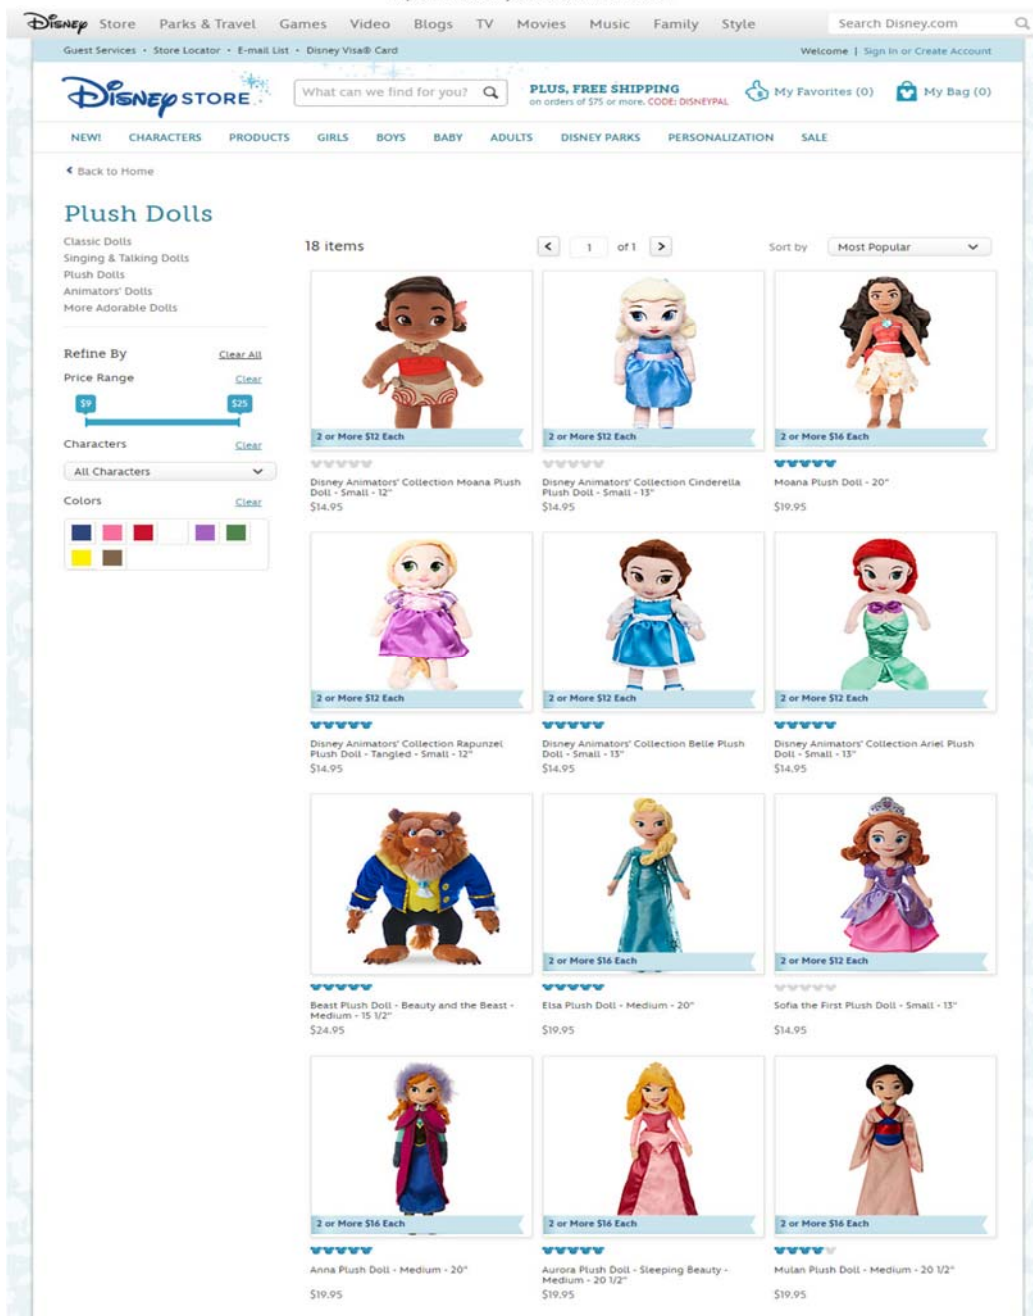 Disney Store Parks & Travel Games Video Blogs TV Movies Music Family Style Search Disney.com
Guest Services • Store Locator • E-mail List • Disney Visa® Card Welcome | Sign In or Create Account
Disney STORE What can we find for you? PLUS, FREE SHIPPING My Favorites (0) My Bag (0)
on orders of $75 or more. CODE: DISNEYPAL
NEW! CHARACTERS PRODUCTS GIRLS BOYS BABY ADULTS DISNEY PARKS PERSONALIZATION SALE
Back to Home
Plush Dolls
Classic Dolls
Singing & Talking Dolls
Plush Dolls
Animators' Dolls
More Adorable Dolls
Refine By Clear All
Price Range Clear
$9 $25
Characters Clear
All Characters
Colors Clear
18 items 1 of 1 Sort by Most Popular
2 or More $12 Each
Disney Animators' Collection Moana Plush
Doll - Small - 12"
$14.95
2 or More $12 Each
Disney Animators' Collection Cinderella
Plush Doll - Small - 13"
$14.95
2 or More $16 Each
Moana Plush Doll - 20"
$19.95
2 or More $12 Each
Disney Animators' Collection Rapunzel
Plush Doll - Tangled - Small - 12"
$14.95
2 or More $12 Each
Disney Animators' Collection Belle Plush
Doll - Small - 13"
$14.95
2 or More $12 Each
Disney Animators' Collection Ariel Plush
Doll - Small - 13"
$14.95
Beast Plush Doll - Beauty and the Beast -
Medium - 15 1/2"
$24.95
2 or More $16 Each
Elsa Plush Doll - Medium - 20"
$19.95
2 or More $12 Each
Sofia the First Plush Doll - Small - 13"
$14.95
2 or More $16 Each
Anna Plush Doll - Medium - 20"
$19.95
2 or More $16 Each
Aurora Plush Doll - Sleeping Beauty -
Medium - 20 1/2"
$19.95
2 or More $16 Each
Mulan Plush Doll - Medium - 20 1/2"
$19.95